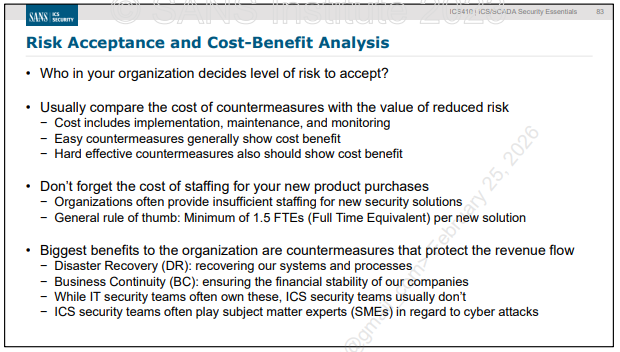 © SANS Institute 2026
SANS ICS SECURITY
ICS410 | ICS/SCADA Security Essentials 83
Risk Acceptance and Cost-Benefit Analysis
• Who in your organization decides level of risk to accept?
• Usually compare the cost of countermeasures with the value of reduced risk
− Cost includes implementation, maintenance, and monitoring
− Easy countermeasures generally show cost benefit
− Hard effective countermeasures also should show cost benefit
• Don't forget the cost of staffing for your new product purchases
− Organizations often provide insufficient staffing for new security solutions
− General rule of thumb: Minimum of 1.5 FTEs (Full Time Equivalent) per new solution
• Biggest benefits to the organization are countermeasures that protect the revenue flow
− Disaster Recovery (DR): recovering our systems and processes
− Business Continuity (BC): ensuring the financial stability of our companies
− While IT security teams often own these, ICS security teams usually don't
− ICS security teams often play subject matter experts (SMEs) in regard to cyber attacks
February 25, 2026